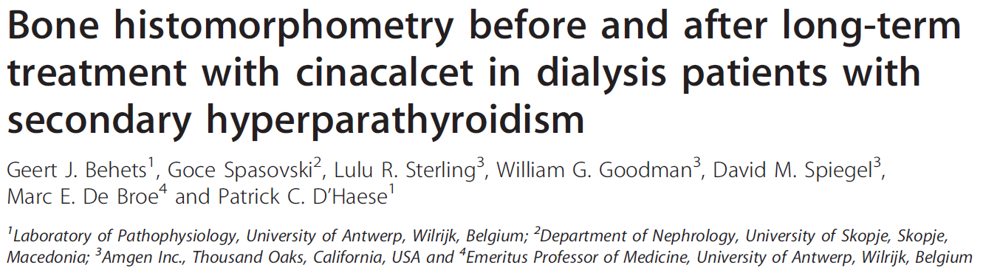 Bone histomorphometry before and after long-term
treatment with cinacalcet in dialysis patients with
secondary hyperparathyroidism
Geert J. Behets1, Goce Spasovski2, Lulu R. Sterling3, William G. Goodman3, David M. Spiegel3,
Marc E. De Broe4 and Patrick C. D’Haese1
1Laboratory of Pathophysiology, University of Antwerp, Wilrijk, Belgium; 2Department of Nephrology, University of Skopje, Skopje,
Macedonia; 3Amgen Inc., Thousand Oaks, California, USA and 4Emeritus Professor of Medicine, University of Antwerp, Wilrijk, Belgium